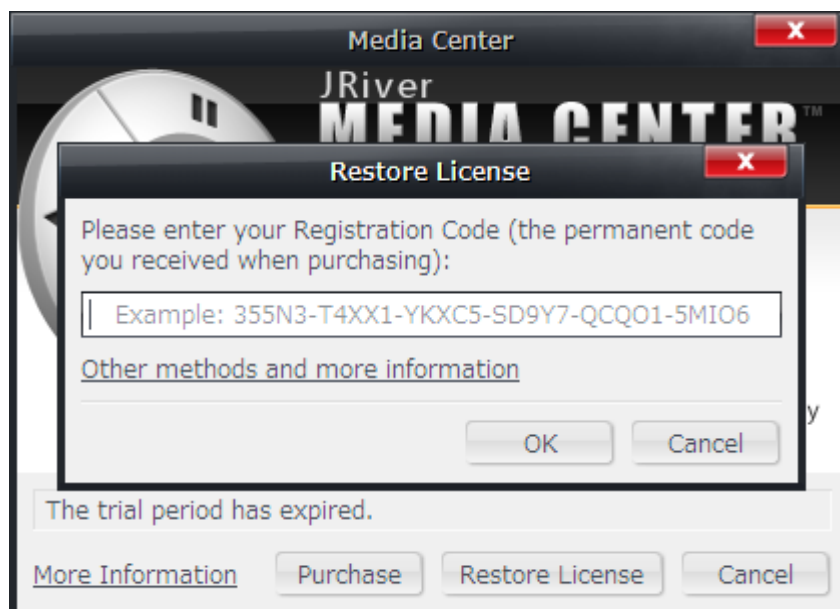 Media Center
JRiver
MEDIA CENTER™
Restore License
Please enter your Registration Code (the permanent code
you received when purchasing):
Example: 355N3-T4XX1-YKXC5-SD9Y7-QCQO1-5MIO6
Other methods and more information
OK Cancel
y
The trial period has expired.
More Information Purchase Restore License Cancel